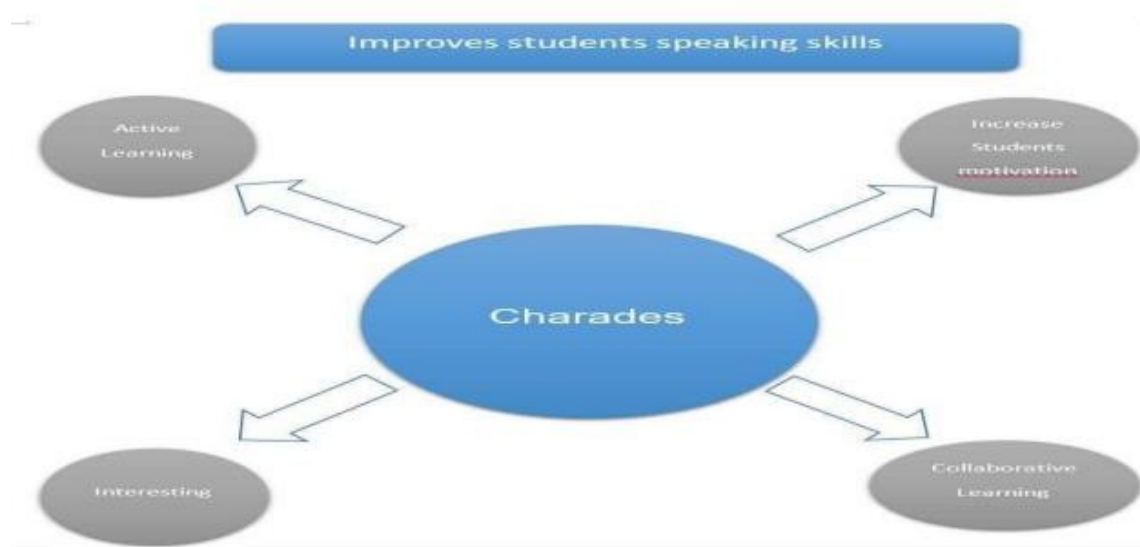 Improves students speaking skills
Active
Learning
Increase
Students
motivation
Charades
Interesting
Collaborative
Learning